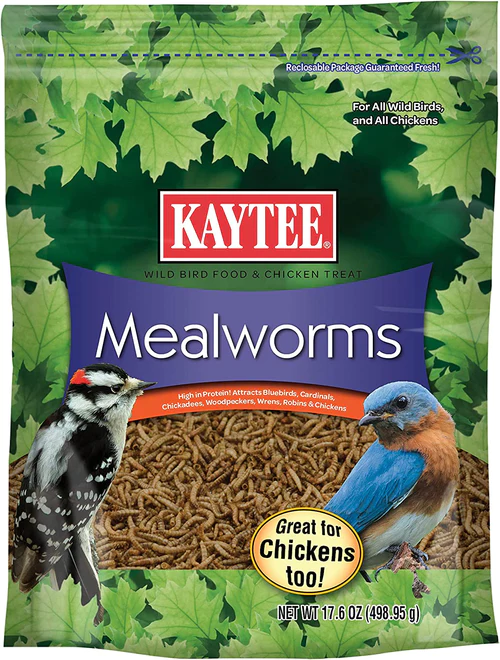 Reclosable Package Guaranteed Fresh!
For All Wild Birds,
and All Chickens
KAYTEE®
WILD BIRD FOOD & CHICKEN TREAT
Mealworms
High in Protein! Attracts Bluebirds, Cardinals,
Chickadees, Woodpeckers, Wrens, Robins & Chickens
Great for
Chickens
too!
NET WT 17.6 OZ (498.95 g)